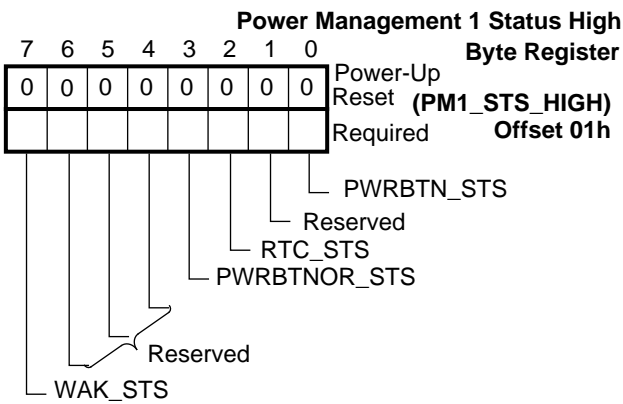 Power Management 1 Status High
Byte Register
7 6 5 4 3 2 1 0
0 0 0 0 0 0 0 0
Power-Up
Reset
(PM1_STS_HIGH)
Required
Offset 01h
PWRBTN_STS
Reserved
RTC_STS
PWRBTNOR_STS
Reserved
WAK_STS